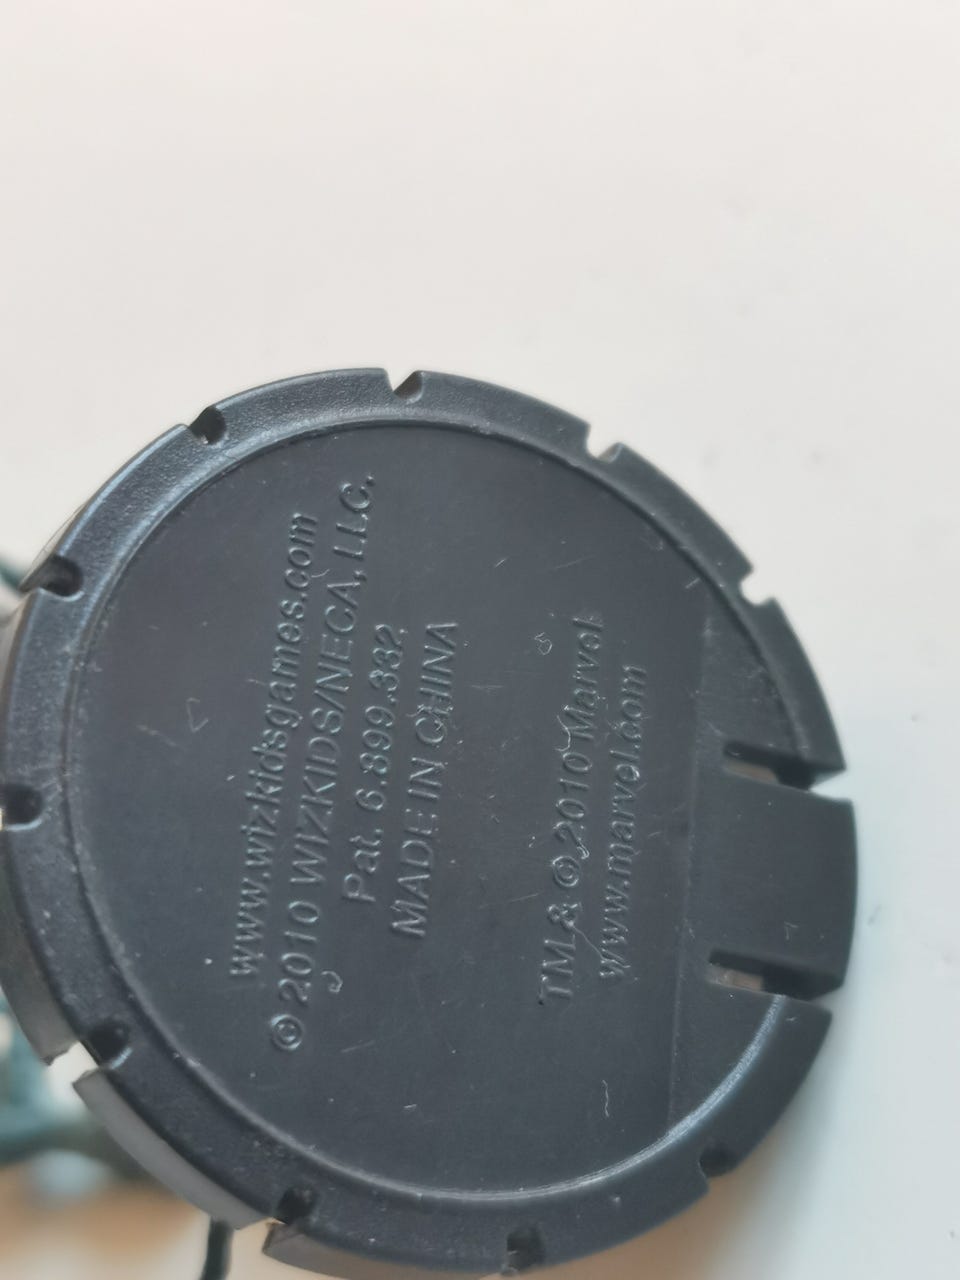 www.wizkidsgames.com
© 2010 WIZKIDS/NECA, LLC.
Pat. 6.899.332
MADE IN CHINA
TM & © 2010 Marvel
www.marvel.com